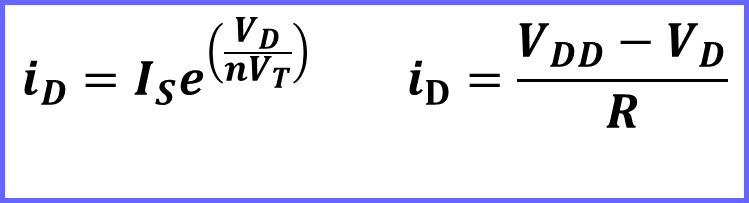 i_D = I_S e^(V_D/nV_T)    i_D = (V_DD − V_D)/R